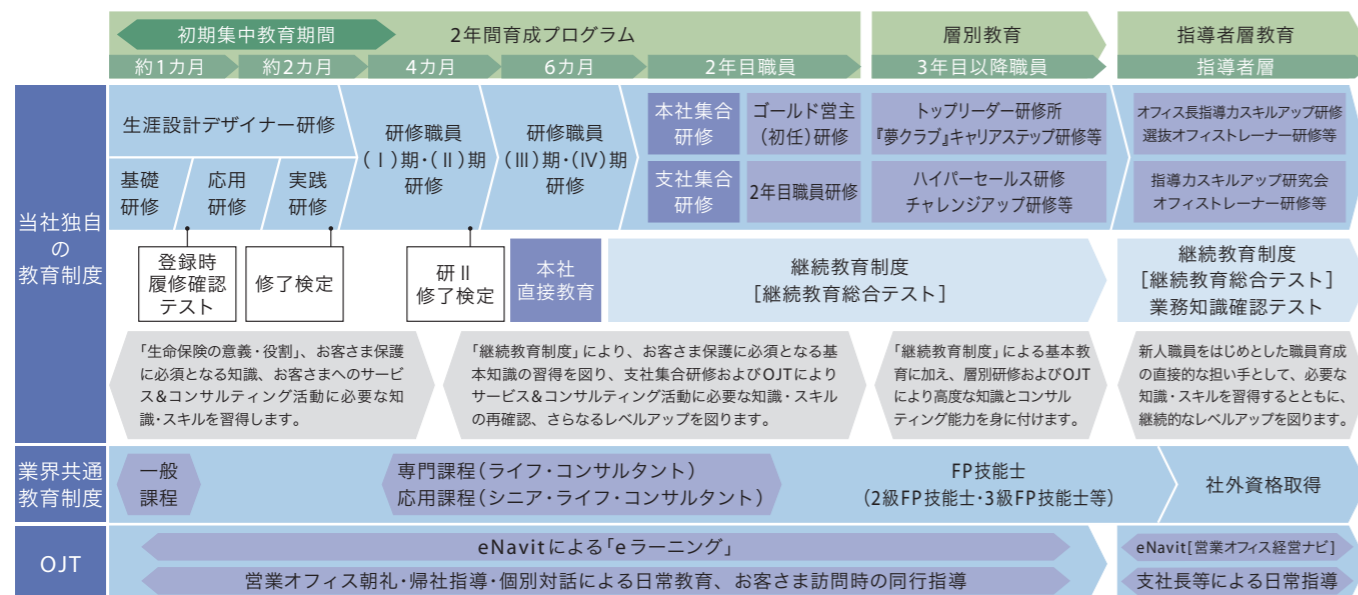 初期集中教育期間
2年間育成プログラム
層別教育
指導者層教育
約1カ月
約2カ月
4カ月
6カ月
2年目職員
3年目以降職員
指導者層
当社独自
の
教育制度
生涯設計デザイナー研修
基礎
研修
応用
研修
実践
研修
研修職員
(Ⅰ)期・(Ⅱ)期
研修
研修職員
(Ⅲ)期・(Ⅳ)期
研修
本社集合
研修
ゴールド営主
(初任)研修
支社集合
研修
2年目職員研修
トップリーダー研修所
『夢クラブ』キャリアステップ研修等
ハイパーセールス研修
チャレンジアップ研修等
オフィス長指導力スキルアップ研修
選抜オフィストレーナー研修等
指導力スキルアップ研究会
オフィストレーナー研修等
登録時
履修確認
テスト
修了検定
研Ⅱ
修了検定
本社
直接教育
継続教育制度
[継続教育総合テスト]
継続教育制度
[継続教育総合テスト]
業務知識確認テスト
「生命保険の意義・役割」、お客さま保護
に必須となる知識、お客さまへのサービ
ス&コンサルティング活動に必要な知
識・スキルを習得します。
「継続教育制度」により、お客さま保護に必須となる基
本知識の習得を図り、支社集合研修およびOJTにより
サービス&コンサルティング活動に必要な知識・スキル
の再確認、さらなるレベルアップを図ります。
「継続教育制度」による基本教
育に加え、層別研修およびOJT
により高度な知識とコンサル
ティング能力を身に付けます。
新人職員をはじめとした職員育成
の直接的な担い手として、必要な
知識・スキルを習得するとともに、
継続的なレベルアップを図ります。
業界共通
教育制度
一般
課程
専門課程(ライフ・コンサルタント)
応用課程(シニア・ライフ・コンサルタント)
FP技能士
(2級FP技能士・3級FP技能士等)
社外資格取得
OJT
eNavitによる「eラーニング」
営業オフィス朝礼・帰社指導・個別対話による日常教育、お客さま訪問時の同行指導
eNavit[営業オフィス経営ナビ]
支社長等による日常指導